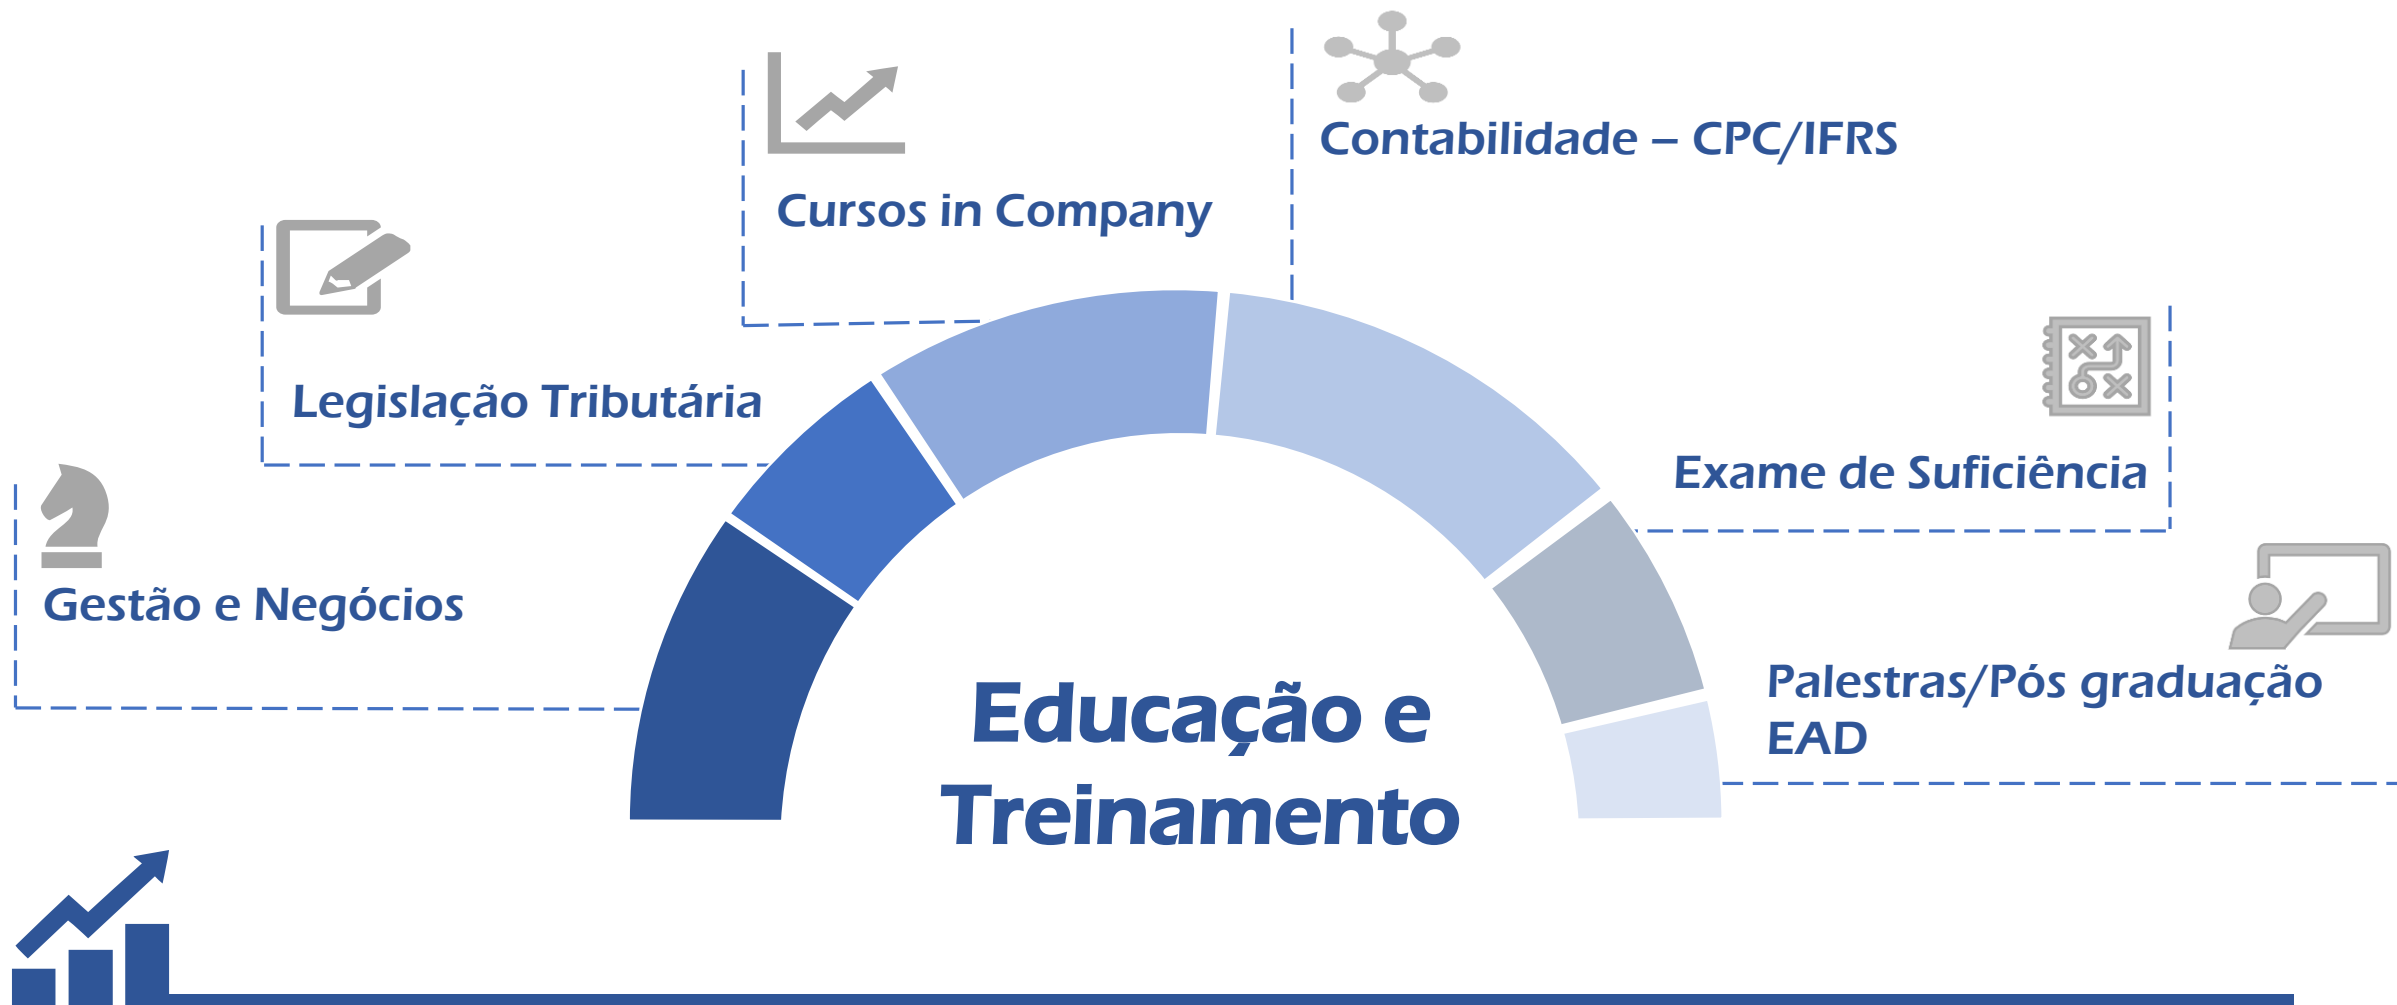 Contabilidade – CPC/IFRS
Cursos in Company
Legislação Tributária
Exame de Suficiência
Gestão e Negócios
Palestras/Pós graduação
EAD
Educação e
Treinamento